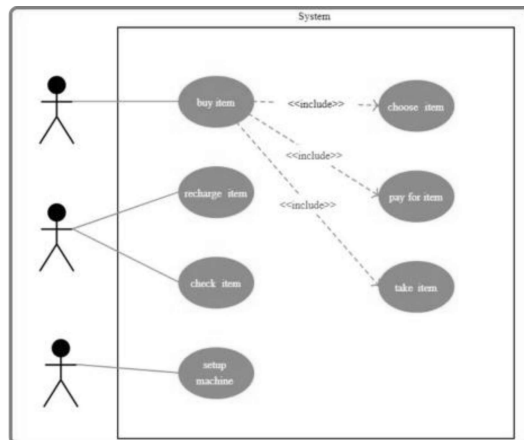 System
buy item
<<include>>
choose item
<<include>>
recharge item
pay for item
<<include>>
check item
take item
setup
machine